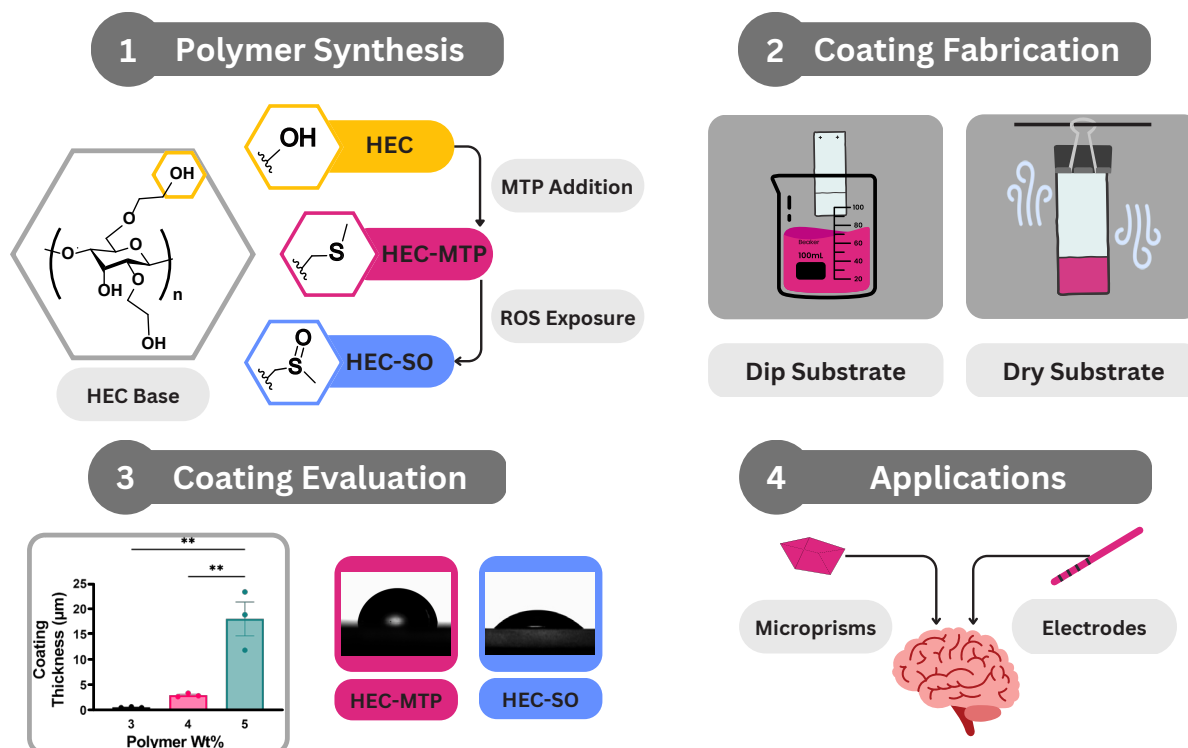 1 Polymer Synthesis
OH
HEC
MTP Addition
S
HEC-MTP
ROS Exposure
O
S
HEC-SO
OH
O
O
O
O
O
OH
n
OH
HEC Base
2 Coating Fabrication
100
80
60
40
20
100mL
Dip Substrate
Dry Substrate
3 Coating Evaluation
**
**
Coating
Thickness (µm)
25
20
15
10
5
0
3 4 5
Polymer Wt%
HEC-MTP
HEC-SO
4 Applications
Microprisms
Electrodes